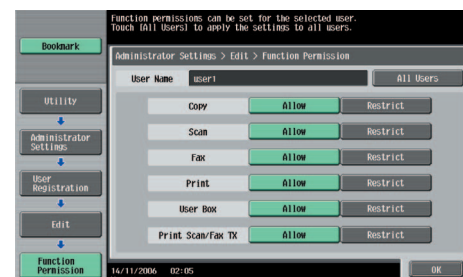 Function permissions can be set for the selected user.
Touch [All Users] to apply the settings to all users.
Bookmark
Administrator Settings > Edit > Function Permission
User Name user1 All Users
Utility
Administrator
Settings
User
Registration
Edit
Function
Permission
Copy Allow Restrict
Scan Allow Restrict
Fax Allow Restrict
Print Allow Restrict
User Box Allow Restrict
Print Scan/Fax TX Allow Restrict
14/11/2006 02:05
OK